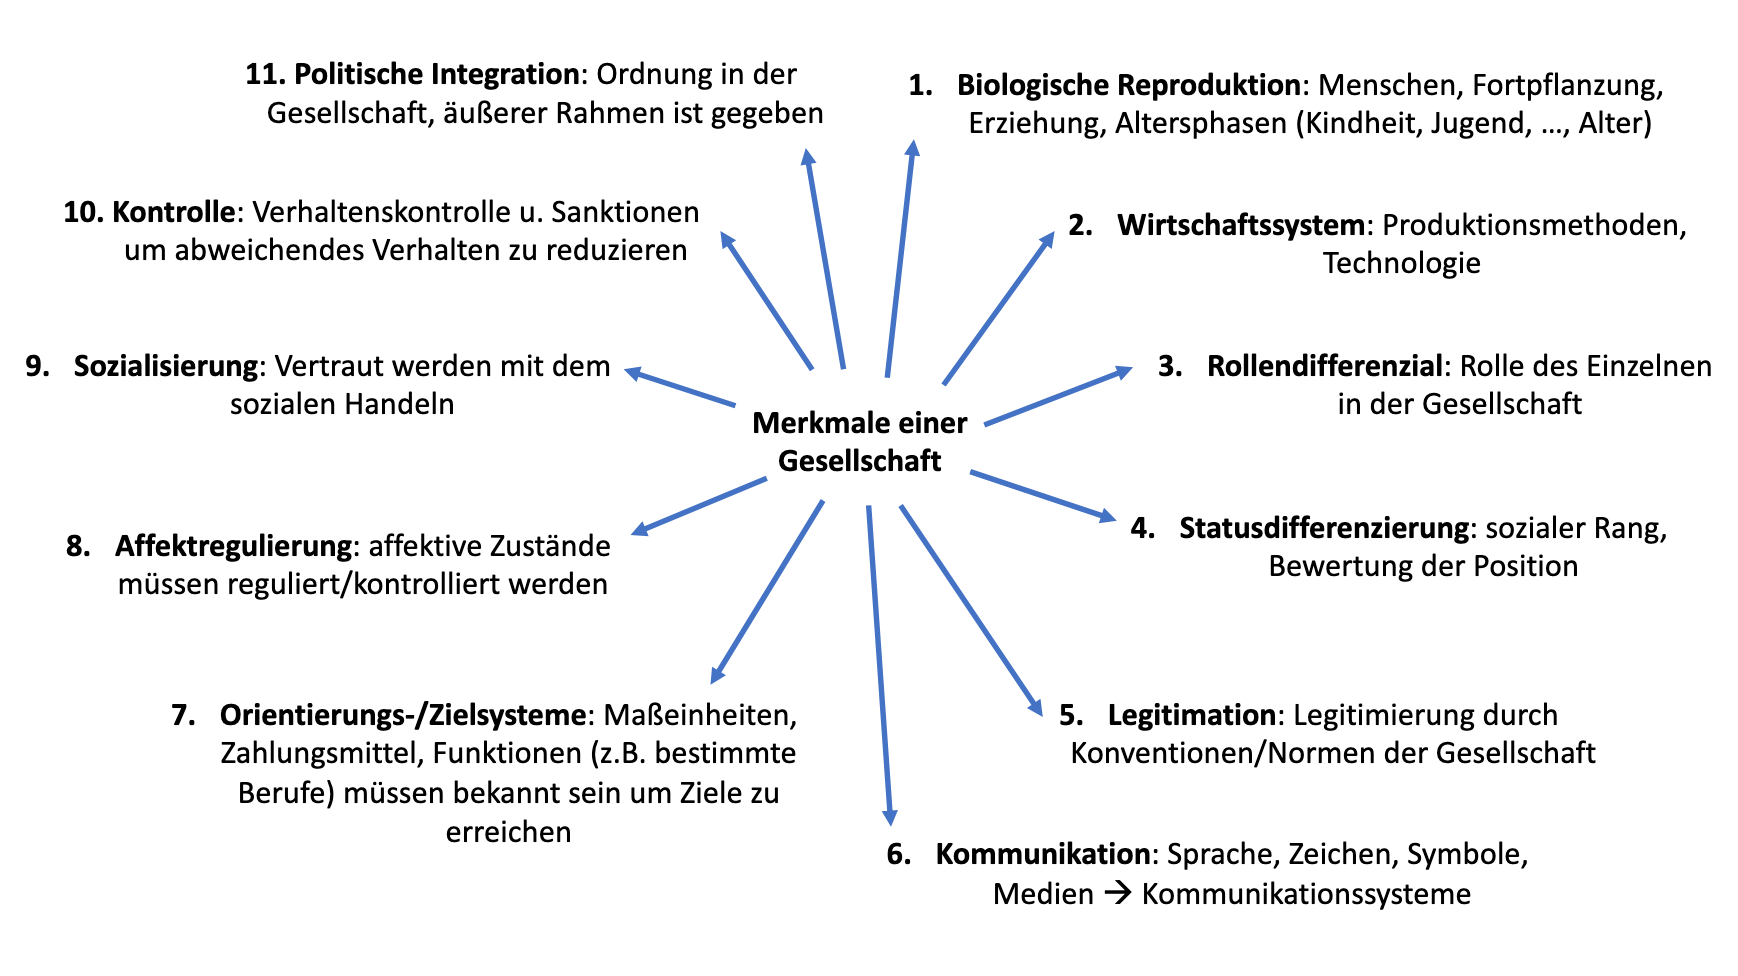 Merkmale einer
Gesellschaft
1. Biologische Reproduktion: Menschen, Fortpflanzung,
Erziehung, Altersphasen (Kindheit, Jugend, …, Alter)
2. Wirtschaftssystem: Produktionsmethoden,
Technologie
3. Rollendifferenzial: Rolle des Einzelnen
in der Gesellschaft
4. Statusdifferenzierung: sozialer Rang,
Bewertung der Position
5. Legitimation: Legitimierung durch
Konventionen/Normen der Gesellschaft
6. Kommunikation: Sprache, Zeichen, Symbole,
Medien → Kommunikationssysteme
7. Orientierungs-/Zielsysteme: Maßeinheiten,
Zahlungsmittel, Funktionen (z.B. bestimmte
Berufe) müssen bekannt sein um Ziele zu
erreichen
8. Affektregulierung: affektive Zustände
müssen reguliert/kontrolliert werden
9. Sozialisierung: Vertraut werden mit dem
sozialen Handeln
10. Kontrolle: Verhaltenskontrolle u. Sanktionen
um abweichendes Verhalten zu reduzieren
11. Politische Integration: Ordnung in der
Gesellschaft, äußerer Rahmen ist gegeben